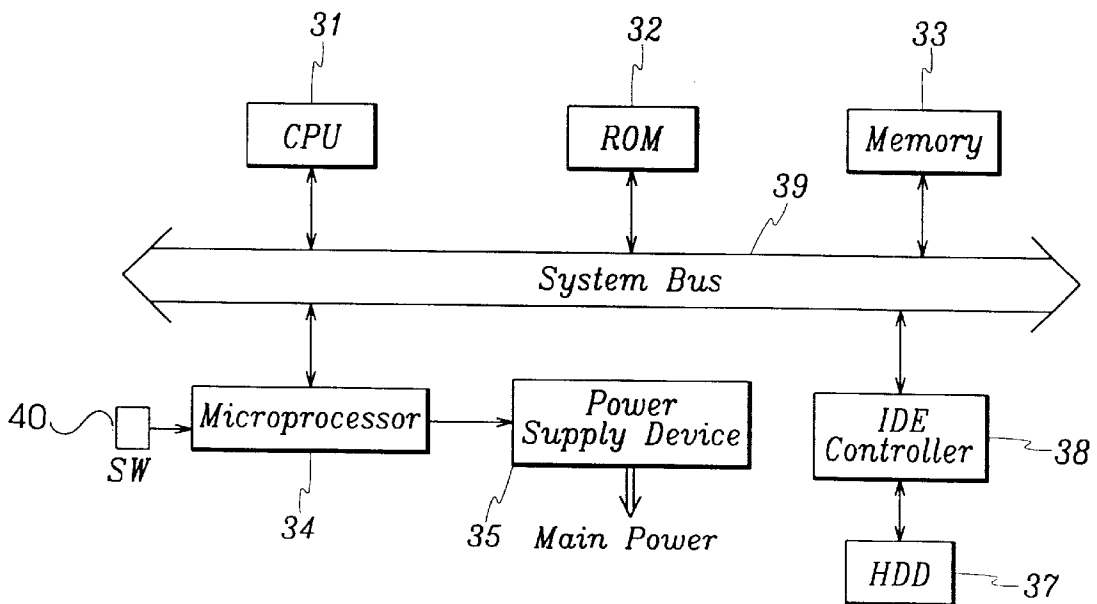 31
32
33
CPU
ROM
Memory
39
System Bus
40
SW
Microprocessor
Power
Supply Device
IDE
Controller
38
34
35
Main Power
HDD
37